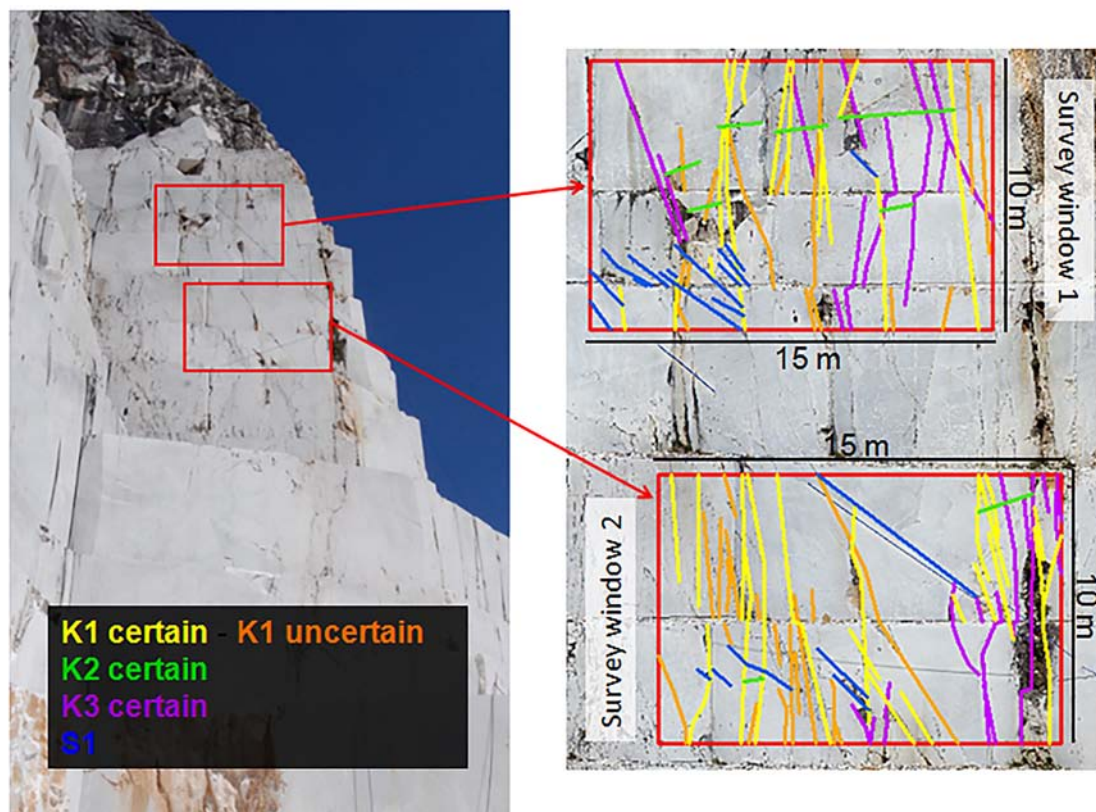 K1 certain - K1 uncertain
K2 certain
K3 certain
S1
Survey window 1
10 m
15 m
15 m
Survey window 2
10 m